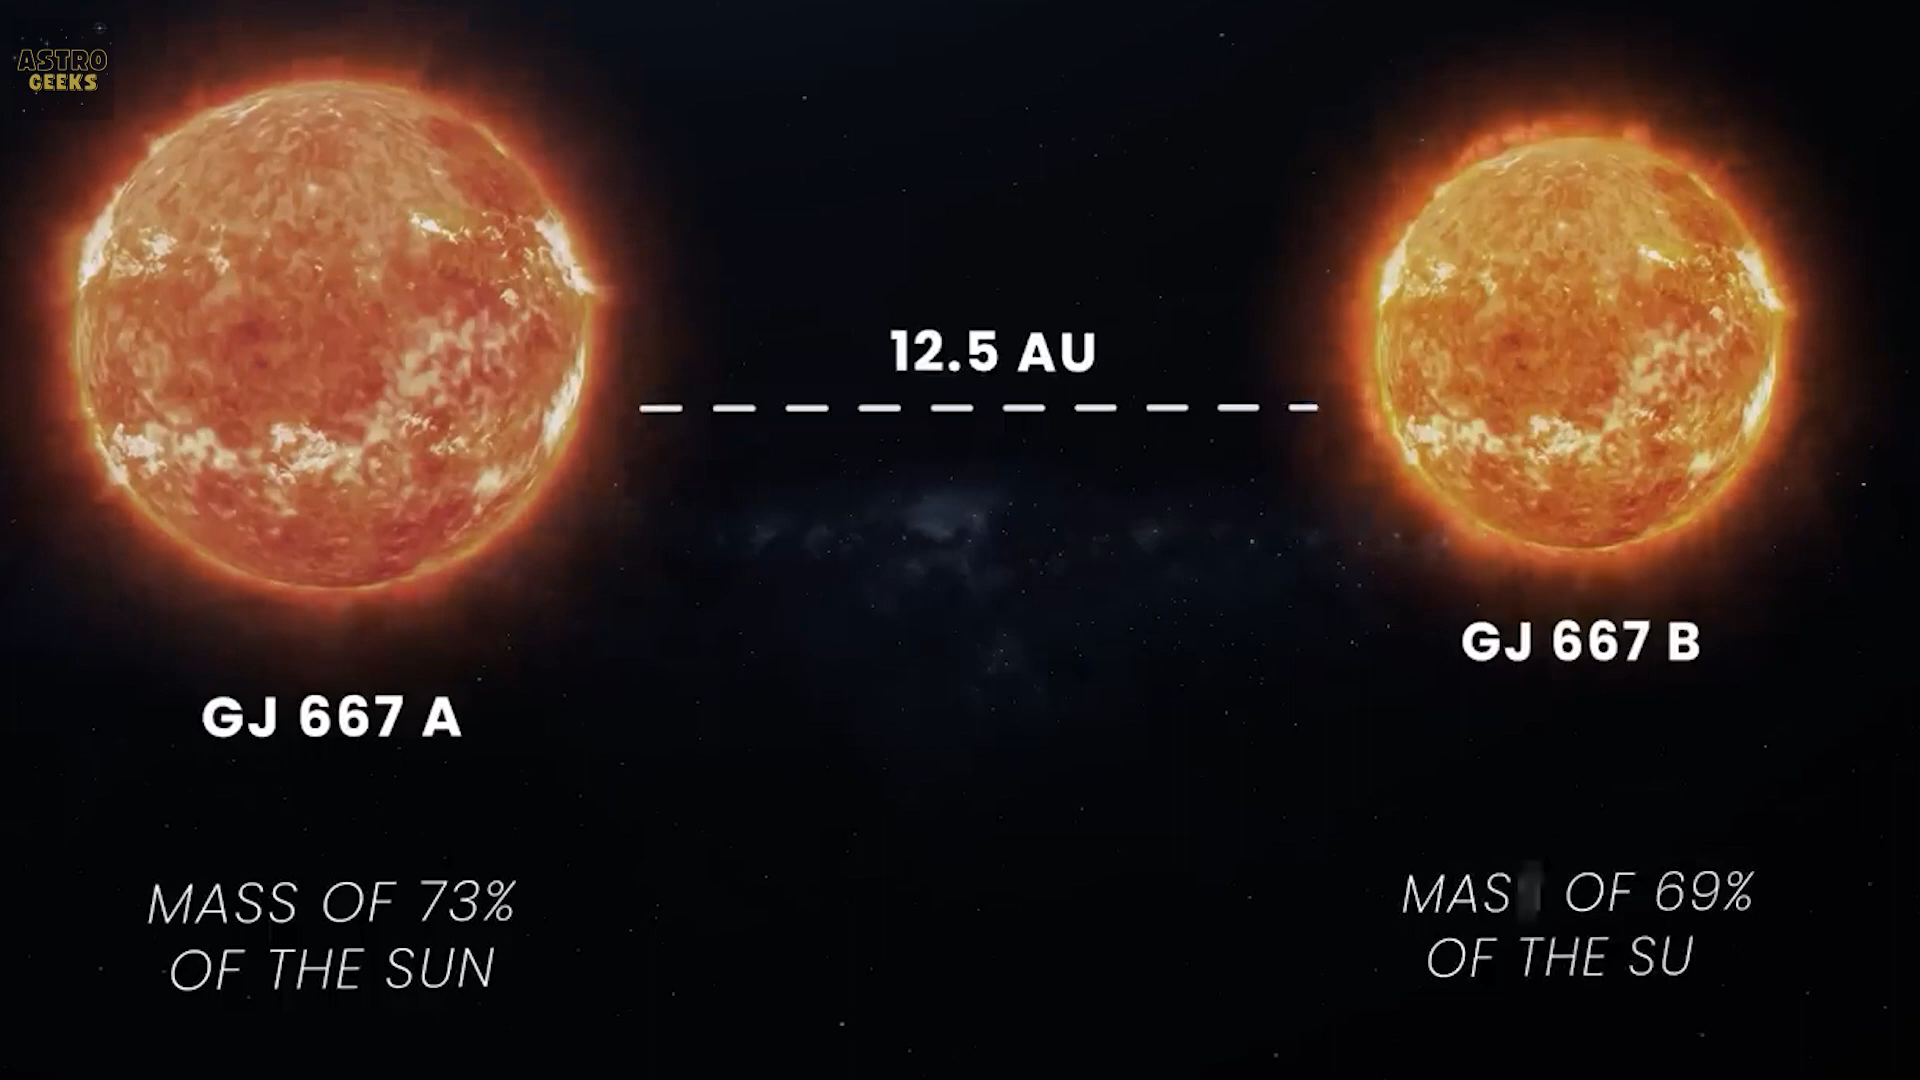 ASTRO
GEEKS
12.5 AU
GJ 667 A
GJ 667 B
MASS OF 73%
OF THE SUN
MAS OF 69%
OF THE SU